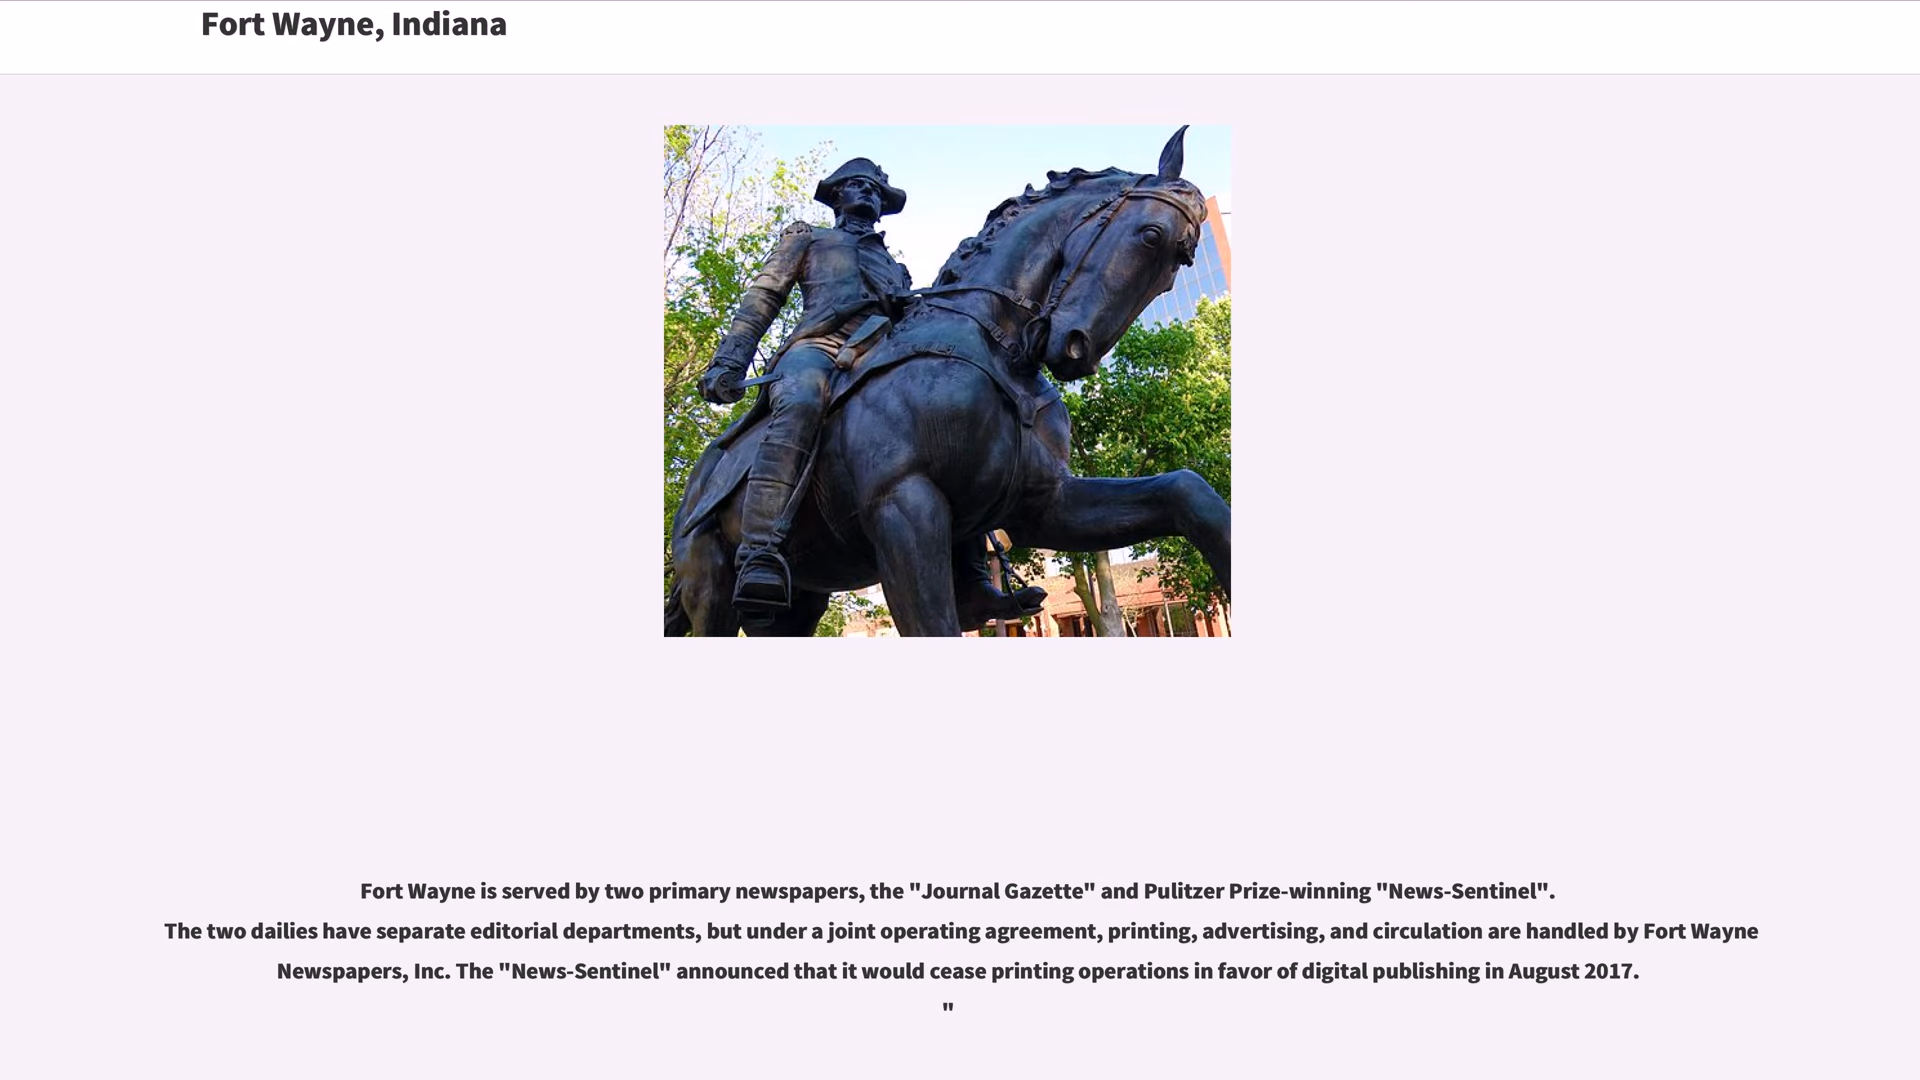 Fort Wayne, Indiana
Fort Wayne is served by two primary newspapers, the "Journal Gazette" and Pulitzer Prize-winning "News-Sentinel".
The two dailies have separate editorial departments, but under a joint operating agreement, printing, advertising, and circulation are handled by Fort Wayne
Newspapers, Inc. The "News-Sentinel" announced that it would cease printing operations in favor of digital publishing in August 2017.
"